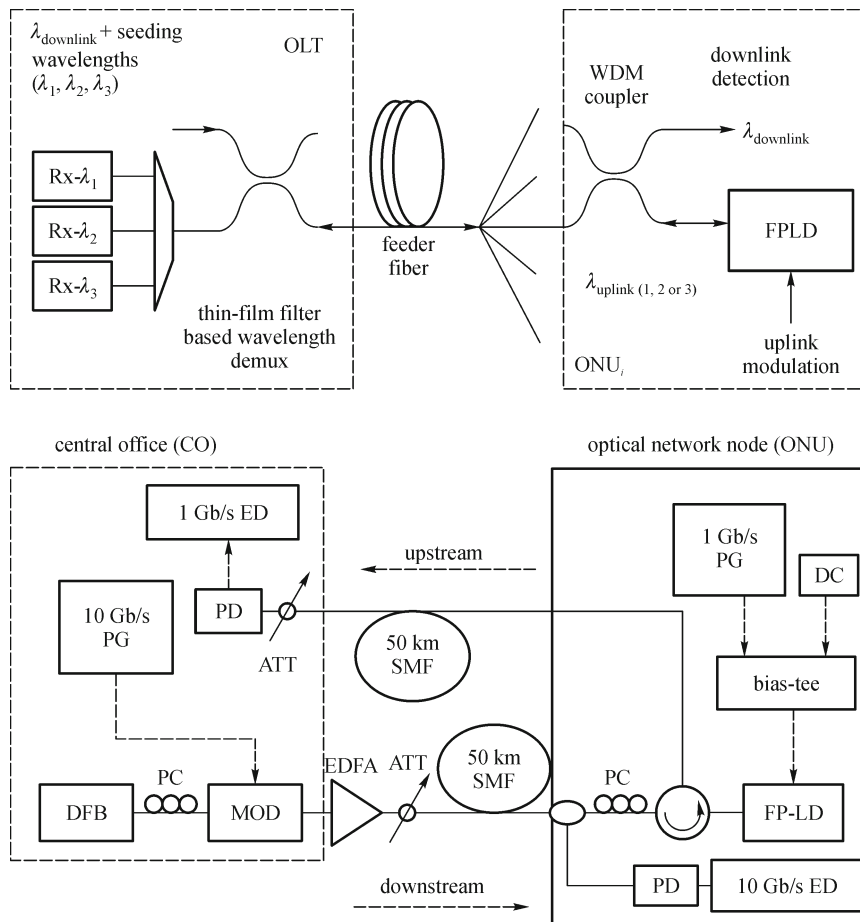 λdownlink + seeding
wavelengths
(λ1, λ2, λ3)
OLT
Rx-λ1
Rx-λ2
Rx-λ3
thin-film filter
based wavelength
demux
feeder
fiber
WDM
coupler
downlink
detection
λdownlink
FPLD
λuplink (1, 2 or 3)
uplink
modulation
ONUi
central office (CO)
optical network node (ONU)
1 Gb/s ED
upstream
1 Gb/s
PG
DC
10 Gb/s
PG
PD
ATT
50 km
SMF
bias-tee
EDFA
ATT
50 km
SMF
PC
PC
DFB
MOD
FP-LD
downstream
PD
10 Gb/s ED